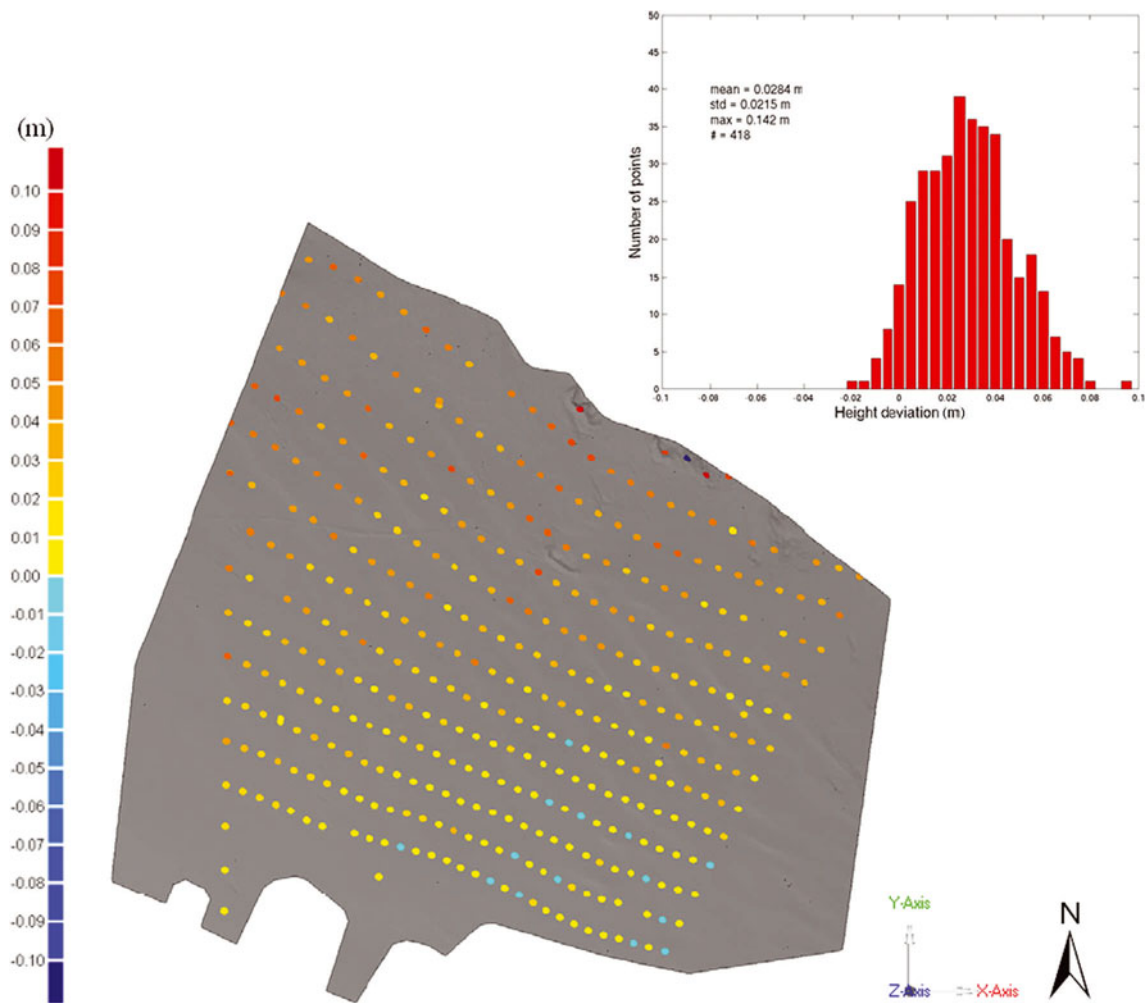 (m)
0.10
0.09
0.08
0.07
0.06
0.05
0.04
0.03
0.02
0.01
0.00
-0.01
-0.02
-0.03
-0.04
-0.05
-0.06
-0.07
-0.08
-0.09
-0.10
50
45
40
35
30
25
20
15
10
5
0
Number of points
mean = 0.0284 m
std = 0.0215 m
max = 0.142 m
# = 418
-0.1 -0.08 -0.06 -0.04 -0.02 0 0.02 0.04 0.06 0.08 0.1
Height deviation (m)
Y-Axis
Z-Axis
X-Axis
N